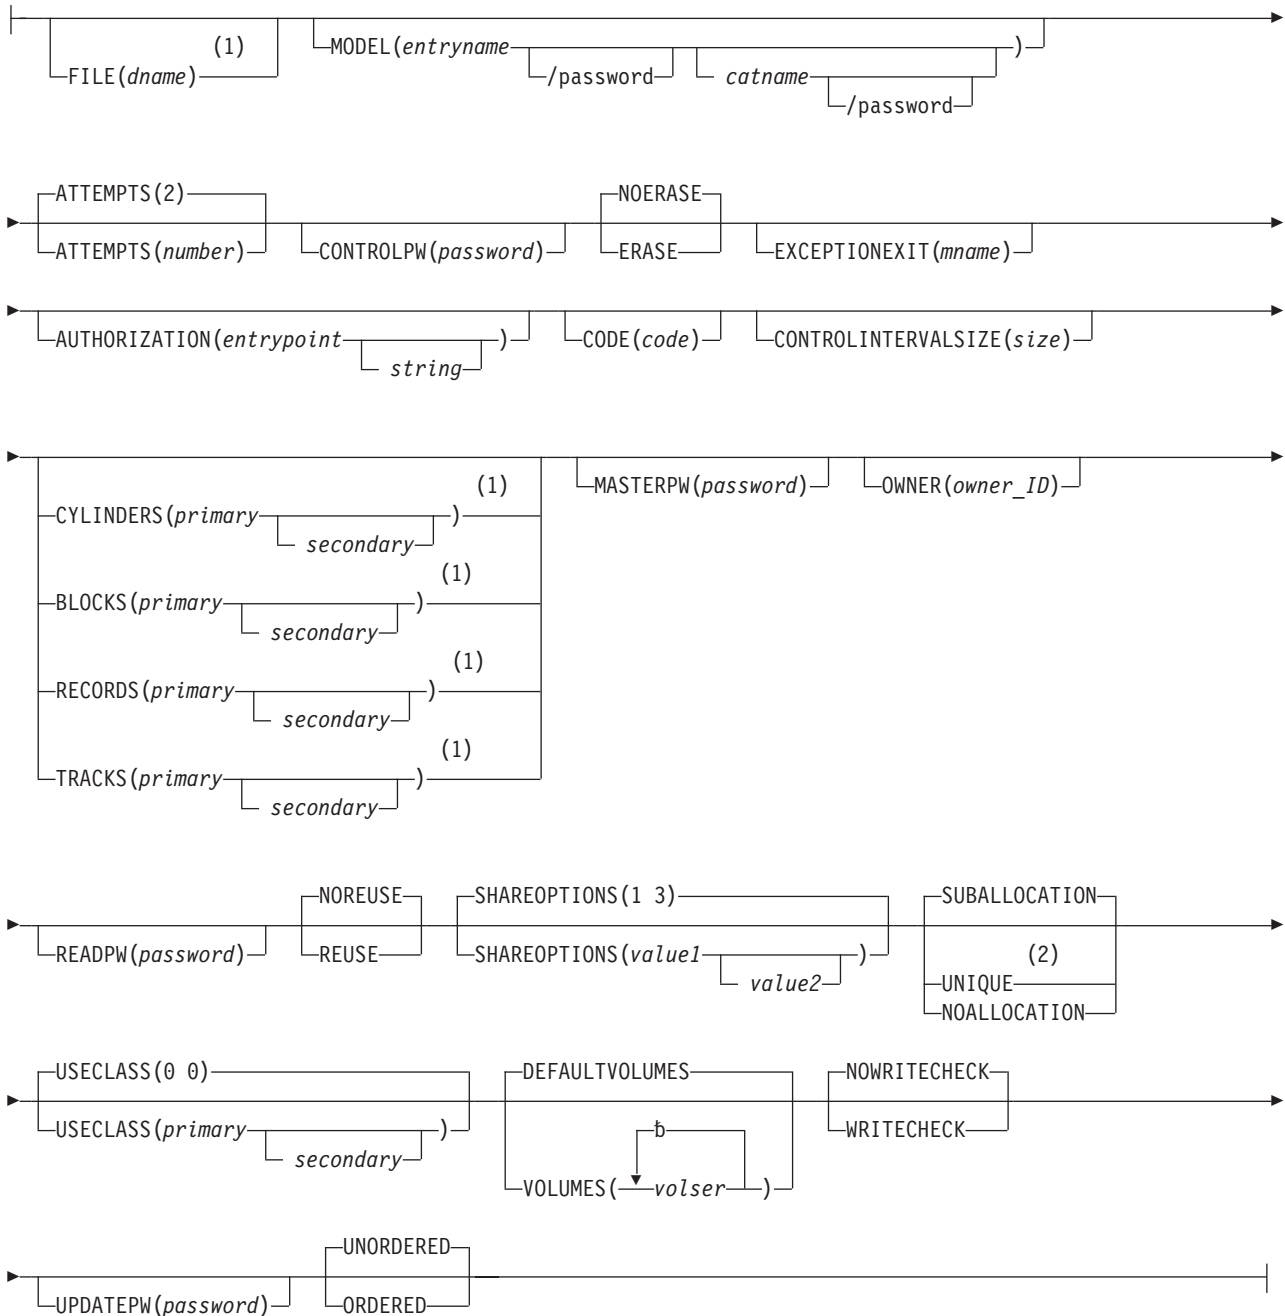 (1)
FILE(dname)
MODEL(entryname
)
/password
catname
/password
ATTEMPTS(2)
NOERASE
ATTEMPTS(number)
CONTROLPW(password)
ERASE
EXCEPTIONEXIT(mname)
AUTHORIZATION(entrypoint
)
string
CODE(code)
CONTROLINTERVALSIZE(size)
(1)
CYLINDERS(primary
)
secondary
(1)
BLOCKS(primary
)
secondary
(1)
RECORDS(primary
)
secondary
(1)
TRACKS(primary
)
secondary
MASTERPW(password)
OWNER(owner_ID)
NOREUSE
SHAREOPTIONS(1 3)
SUBALLOCATION
READPW(password)
REUSE
SHAREOPTIONS(value1
)
value2
(2)
UNIQUE
NOALLOCATION
USECLASS(0 0)
DEFAULTVOLUMES
NOWRITECHECK
USECLASS(primary
)
secondary
ƀ
VOLUMES(
volser
)
WRITECHECK
UNORDERED
UPDATEPW(password)
ORDERED